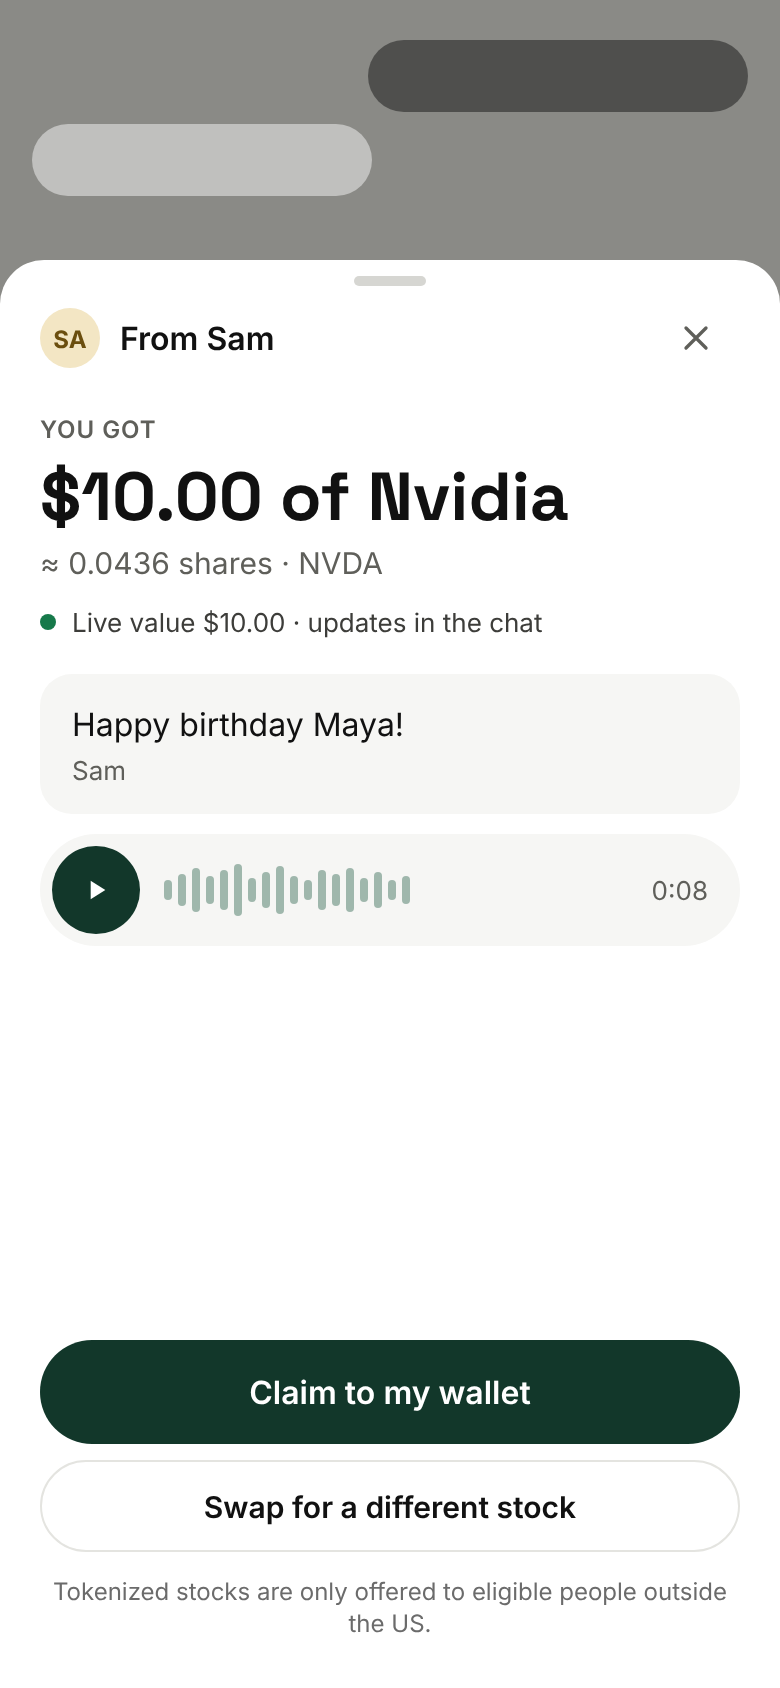 SA
From Sam
YOU GOT
$10.00 of Nvidia
≈ 0.0436 shares · NVDA
Live value $10.00 · updates in the chat
Happy birthday Maya!
Sam
0:08
Claim to my wallet
Swap for a different stock
Tokenized stocks are only offered to eligible people outside
the US.